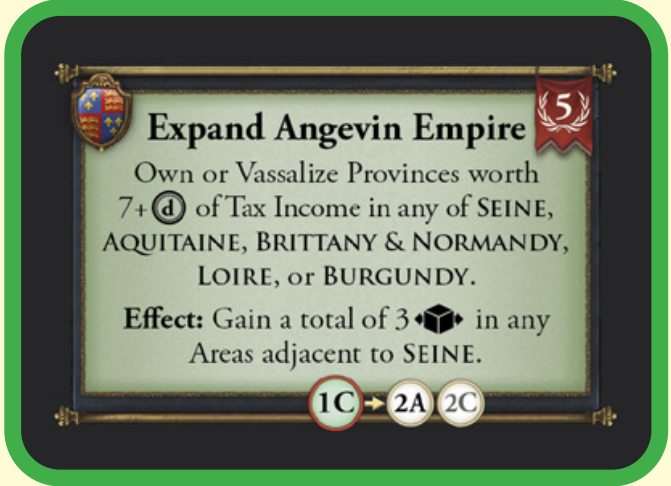 5
Expand Angevin Empire
Own or Vassalize Provinces worth
7+ d of Tax Income in any of SEINE,
AQUITAINE, BRITTANY & NORMANDY,
LOIRE, or BURGUNDY.
Effect: Gain a total of 3 in any
Areas adjacent to SEINE.
1C 2A 2C